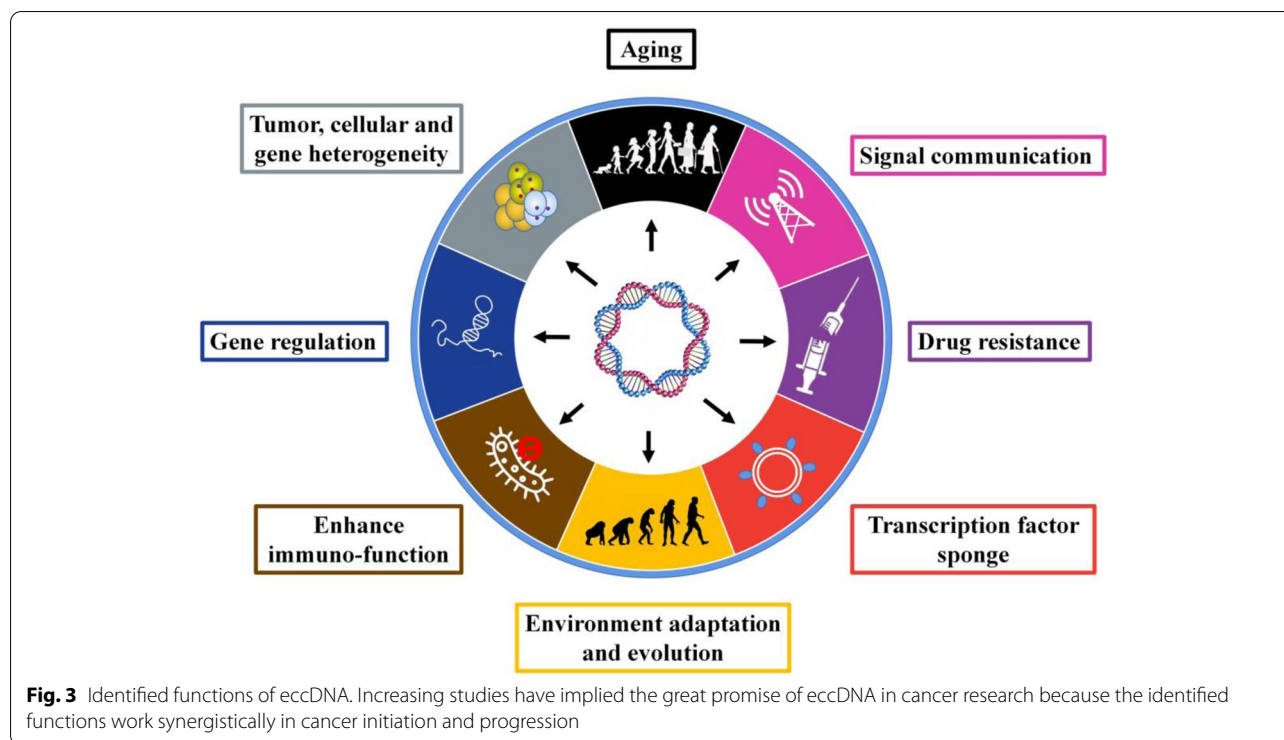 Aging
Tumor, cellular and
gene heterogeneity
Signal communication
Gene regulation
Drug resistance
Enhance
immuno-function
Transcription factor
sponge
Environment adaptation
and evolution
Fig. 3 Identified functions of eccDNA. Increasing studies have implied the great promise of eccDNA in cancer research because the identified
functions work synergistically in cancer initiation and progression